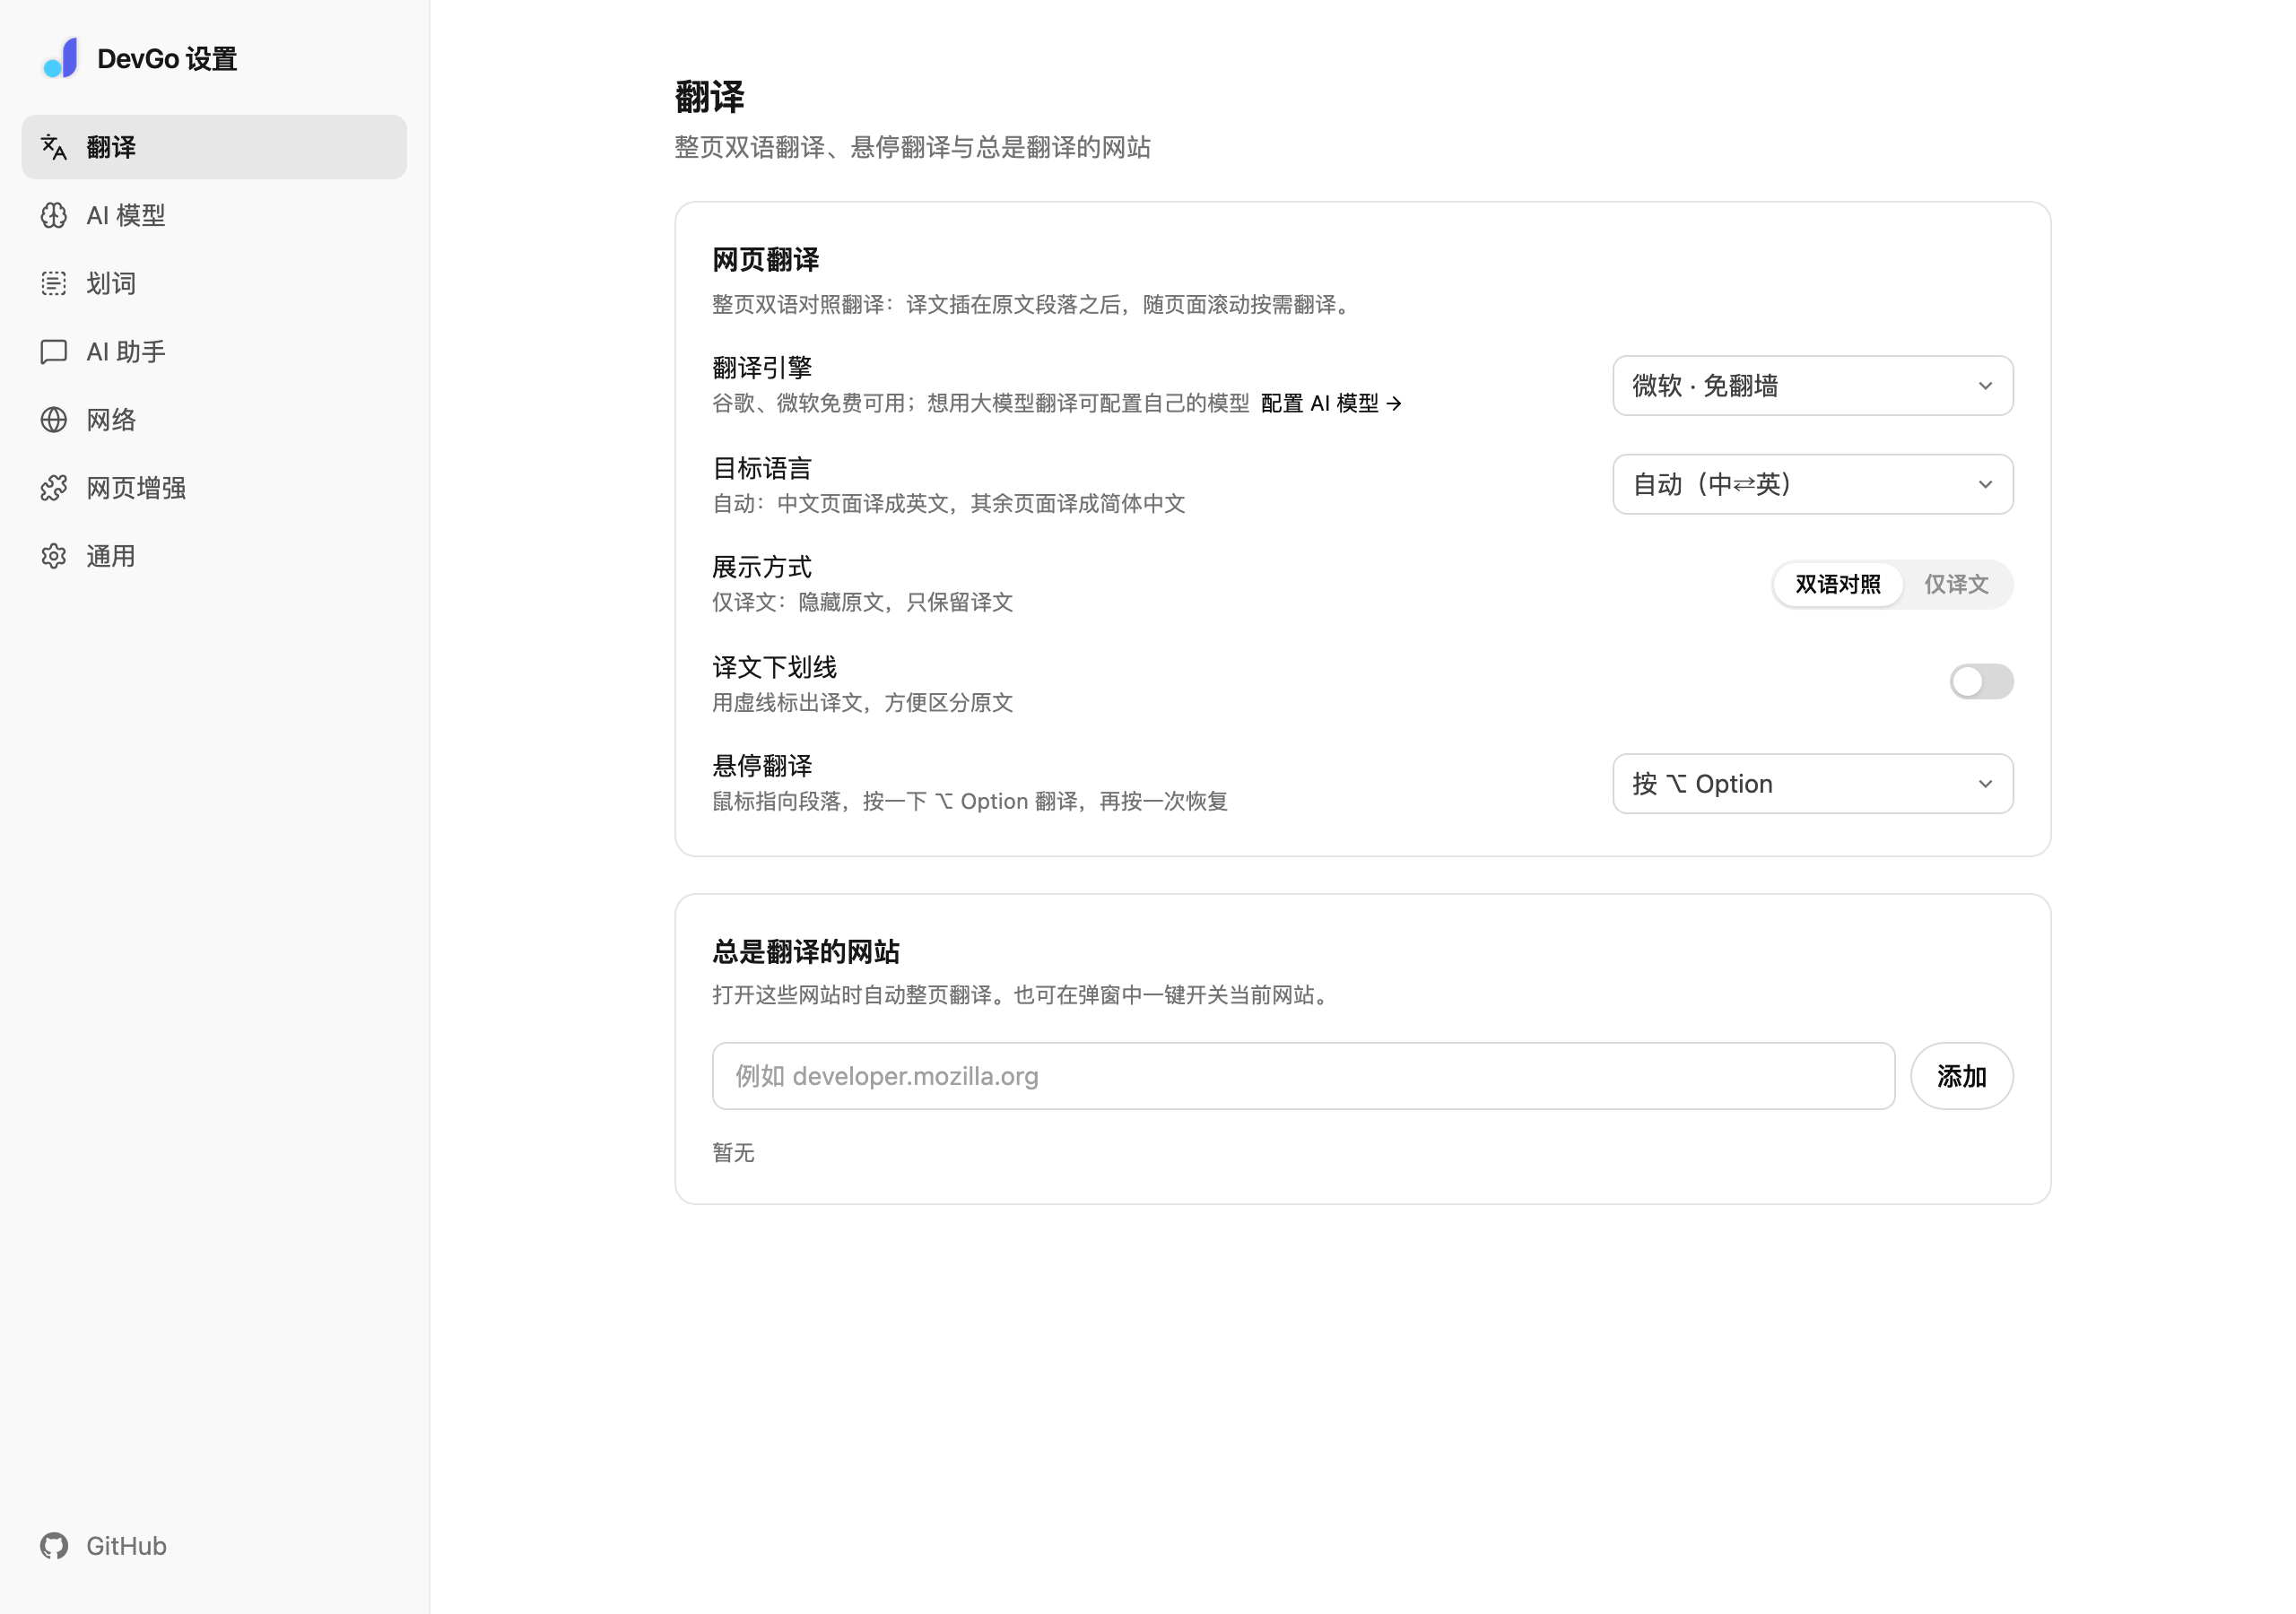 DevGo 设置
翻译
AI 模型
划词
AI 助手
网络
网页增强
通用
GitHub
翻译
整页双语翻译、悬停翻译与总是翻译的网站
网页翻译
整页双语对照翻译：译文插在原文段落之后，随页面滚动按需翻译。
翻译引擎
谷歌、微软免费可用；想用大模型翻译可配置自己的模型 配置 AI 模型 →
微软 · 免翻墙
目标语言
自动：中文页面译成英文，其余页面译成简体中文
自动（中⇄英）
展示方式
仅译文：隐藏原文，只保留译文
双语对照 仅译文
译文下划线
用虚线标出译文，方便区分原文
悬停翻译
鼠标指向段落，按一下 ⌥ Option 翻译，再按一次恢复
按 ⌥ Option
总是翻译的网站
打开这些网站时自动整页翻译。也可在弹窗中一键开关当前网站。
例如 developer.mozilla.org
添加
暂无